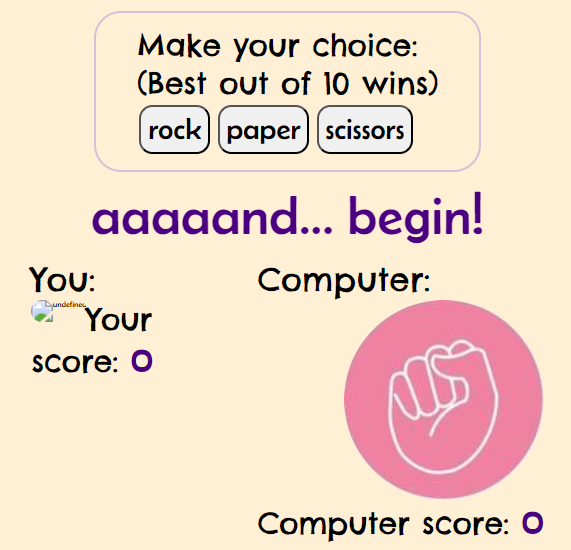 Make your choice:
(Best out of 10 wins)
rock paper scissors
aaaaand... begin!
You: Computer:
undefined
Your
score: 0
Computer score: 0